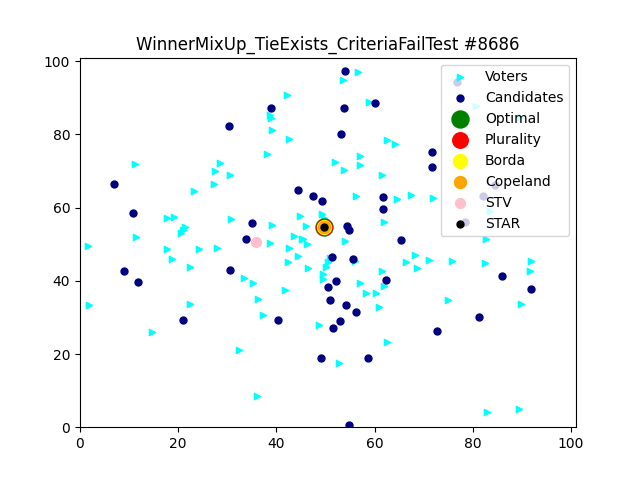 WinnerMixUp_TieExists_CriteriaFailTest #8686
100
80
60
40
20
0
0 20 40 60 80 100
Voters
Candidates
Optimal
Plurality
Borda
Copeland
STV
STAR